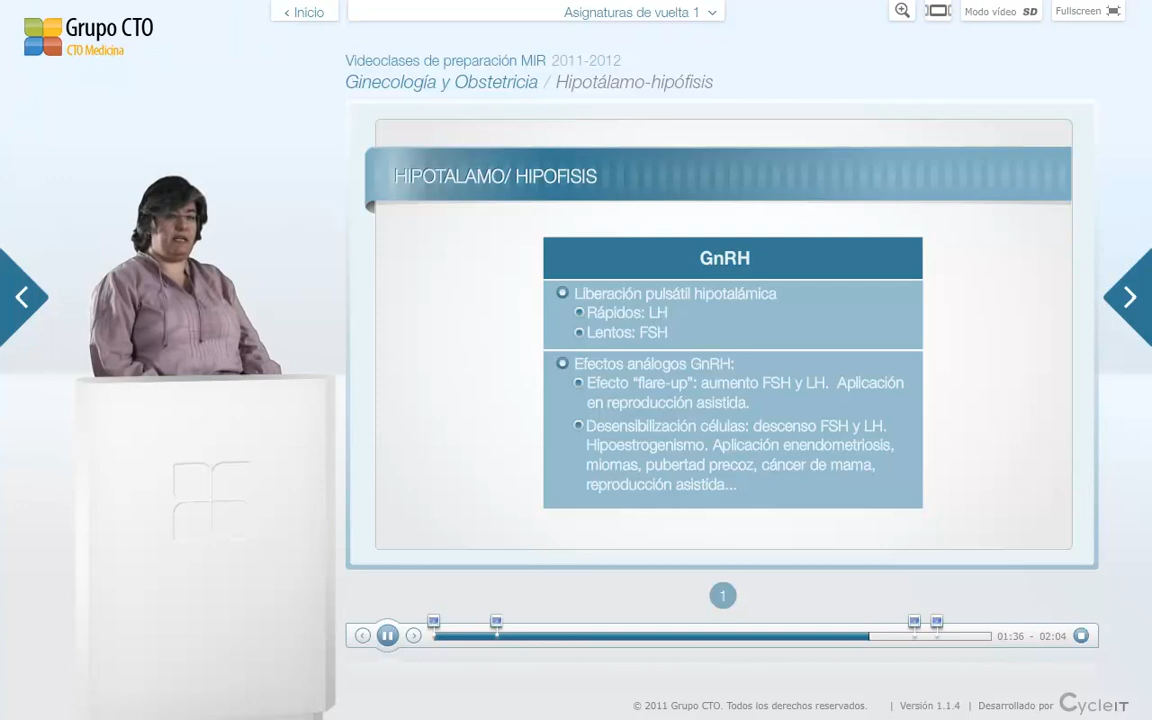 Grupo CTO
CTO Medicina
‹ Inicio
Asignaturas de vuelta 1
Modo vídeo SD
Fullscreen
Videoclases de preparación MIR 2011-2012
Ginecología y Obstetricia / Hipotálamo-hipófisis
HIPOTALAMO/ HIPOFISIS
GnRH
Liberación pulsátil hipotalámica
Rápidos: LH
Lentos: FSH
Efectos análogos GnRH:
Efecto “flare-up”: aumento FSH y LH. Aplicación
en reproducción asistida.
Desensibilización células: descenso FSH y LH.
Hipoestrogenismo. Aplicación enendometriosis,
miomas, pubertad precoz, cáncer de mama,
reproducción asistida...
1
01:36 - 02:04
© 2011 Grupo CTO. Todos los derechos reservados. | Versión 1.1.4 | Desarrollado por CycleIT